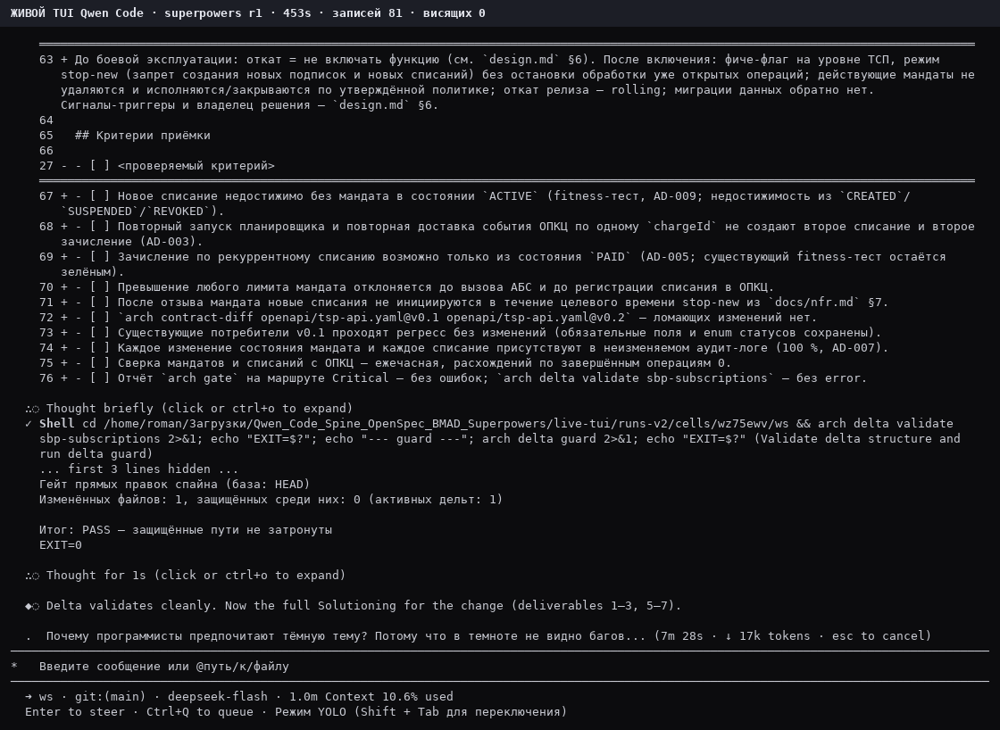 ЖИВОЙ TUI Qwen Code · superpowers r1 · 453s · записей 81 · висящих 0
63 + До боевой эксплуатации: откат = не включать функцию (см. `design.md` §6). После включения: фиче-флаг на уровне ТСП, режим
stop-new (запрет создания новых подписок и новых списаний) без остановки обработки уже открытых операций; действующие мандаты не
удаляются и исполняются/закрываются по утверждённой политике; откат релиза — rolling; миграции данных обратно нет.
Сигналы-триггеры и владелец решения — `design.md` §6.
64
65   ## Критерии приёмки
66
27 - - [ ] <проверяемый критерий>
67 + - [ ] Новое списание недостижимо без мандата в состоянии `ACTIVE` (fitness-тест, AD-009; недостижимость из `CREATED`/
`SUSPENDED`/`REVOKED`).
68 + - [ ] Повторный запуск планировщика и повторная доставка события ОПКЦ по одному `chargeId` не создают второе списание и второе
зачисление (AD-003).
69 + - [ ] Зачисление по рекуррентному списанию возможно только из состояния `PAID` (AD-005; существующий fitness-тест остаётся
зелёным).
70 + - [ ] Превышение любого лимита мандата отклоняется до вызова АБС и до регистрации списания в ОПКЦ.
71 + - [ ] После отзыва мандата новые списания не инициируются в течение целевого времени stop-new из `docs/nfr.md` §7.
72 + - [ ] `arch contract-diff openapi/tsp-api.yaml@v0.1 openapi/tsp-api.yaml@v0.2` — ломающих изменений нет.
73 + - [ ] Существующие потребители v0.1 проходят регресс без изменений (обязательные поля и enum статусов сохранены).
74 + - [ ] Каждое изменение состояния мандата и каждое списание присутствуют в неизменяемом аудит-логе (100 %, AD-007).
75 + - [ ] Сверка мандатов и списаний с ОПКЦ — ежечасная, расхождений по завершённым операциям 0.
76 + - [ ] Отчёт `arch gate` на маршруте Critical — без ошибок; `arch delta validate sbp-subscriptions` — без error.
∴ Thought briefly (click or ctrl+o to expand)
✓ Shell cd /home/roman/Загрузки/Qwen_Code_Spine_OpenSpec_BMAD_Superpowers/live-tui/runs-v2/cells/wz75ewv/ws && arch delta validate
sbp-subscriptions 2>&1; echo "EXIT=$?"; echo "--- guard ---"; arch delta guard 2>&1; echo "EXIT=$?" (Validate delta structure and
run delta guard)
... first 3 lines hidden ...
Гейт прямых правок спайна (база: HEAD)
Изменённых файлов: 1, защищённых среди них: 0 (активных дельт: 1)
Итог: PASS — защищённые пути не затронуты
EXIT=0
∴ Thought for 1s (click or ctrl+o to expand)
◆ Delta validates cleanly. Now the full Solutioning for the change (deliverables 1–3, 5–7).
.  Почему программисты предпочитают тёмную тему? Потому что в темноте не видно багов... (7m 28s · ↓ 17k tokens · esc to cancel)
*   Введите сообщение или @путь/к/файлу
➜ ws · git:(main) · deepseek-flash · 1.0m Context 10.6% used
Enter to steer · Ctrl+Q to queue · Режим YOLO (Shift + Tab для переключения)